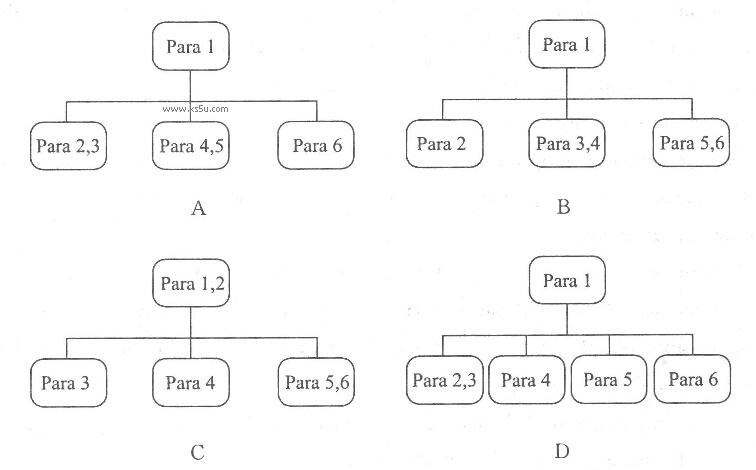 Para 1
www.ks5u.com
Para 2,3
Para 4,5
Para 6
A
Para 1
Para 2
Para 3,4
Para 5,6
B
Para 1,2
Para 3
Para 4
Para 5,6
C
Para 1
Para 2,3
Para 4
Para 5
Para 6
D